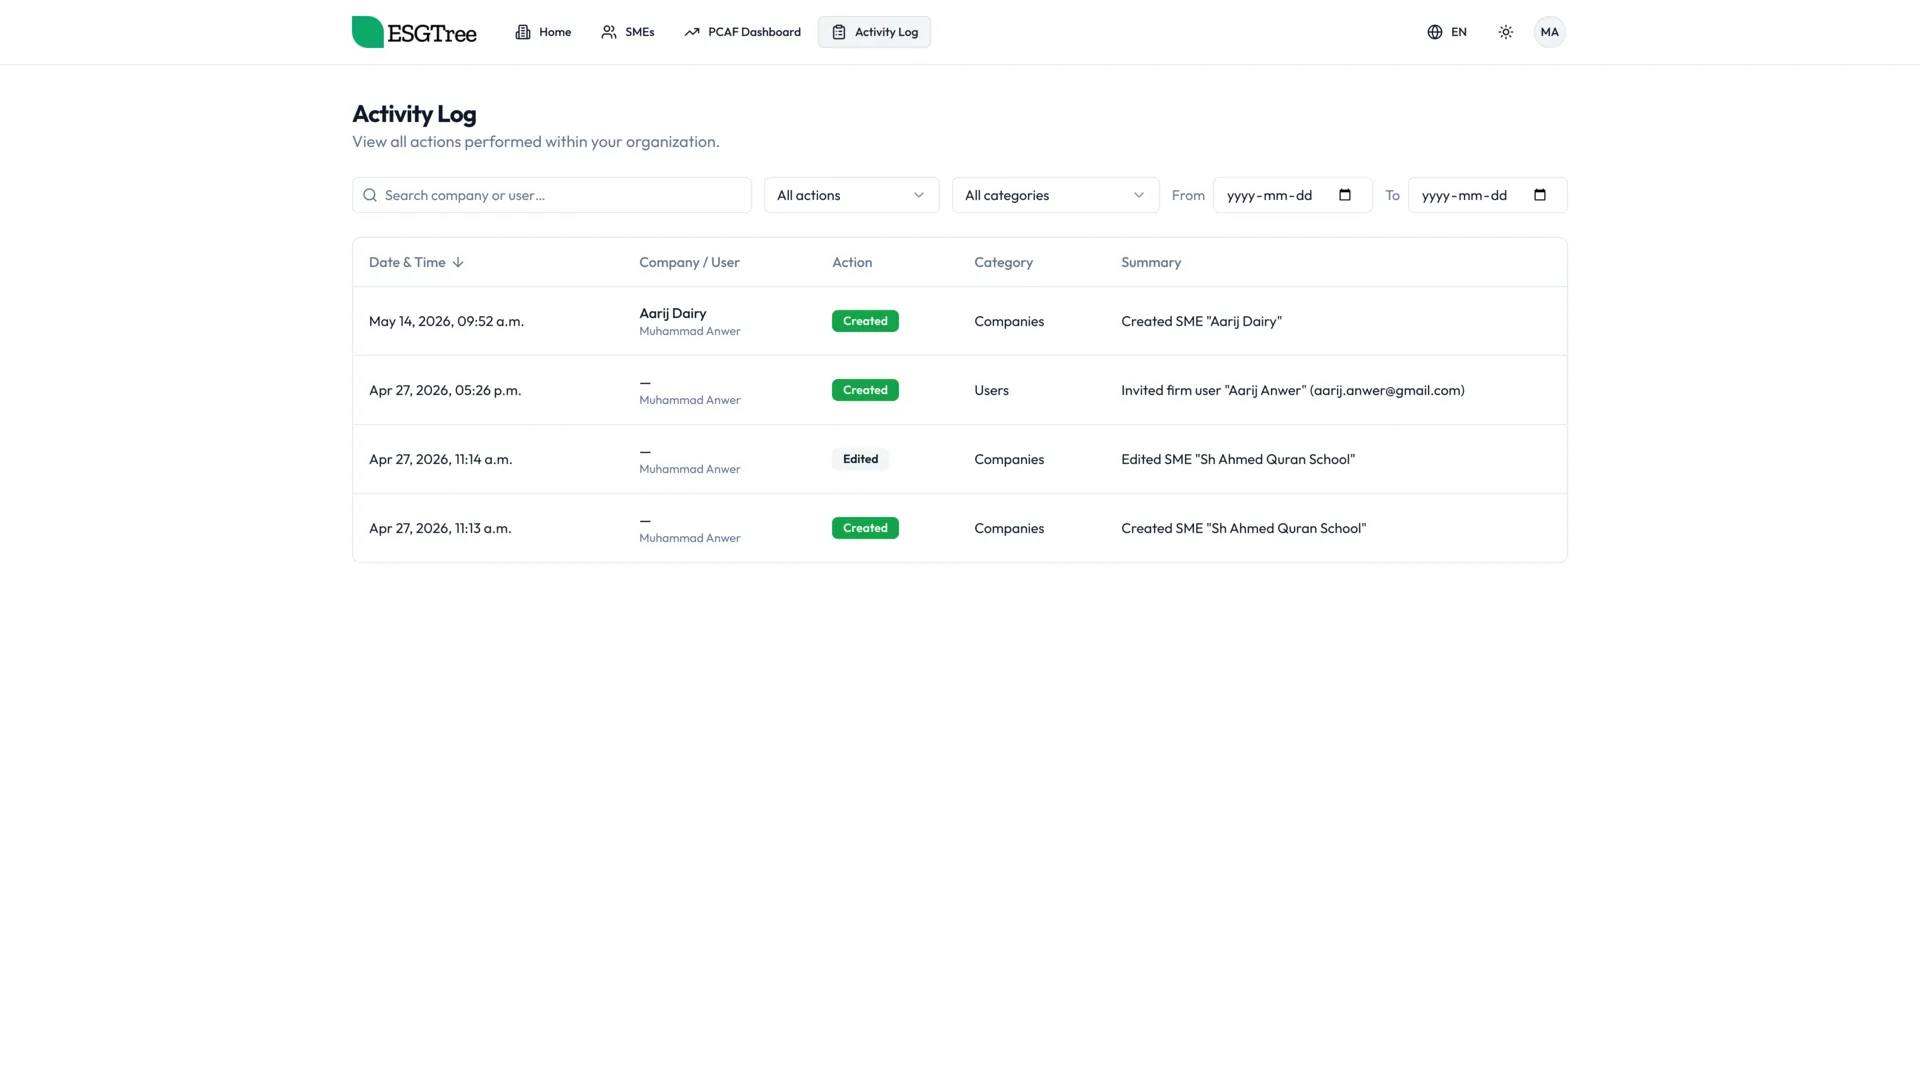 ESGTree Home SMEs PCAF Dashboard Activity Log EN MA
Activity Log
View all actions performed within your organization.
Search company or user... All actions All categories From yyyy-mm-dd To yyyy-mm-dd
Date & Time Company / User Action Category Summary
May 14, 2026, 09:52 a.m. Aarij Dairy Created Companies Created SME "Aarij Dairy"
Muhammad Anwer
Apr 27, 2026, 05:26 p.m. — Created Users Invited firm user "Aarij Anwer" (aarij.anwer@gmail.com)
Muhammad Anwer
Apr 27, 2026, 11:14 a.m. — Edited Companies Edited SME "Sh Ahmed Quran School"
Muhammad Anwer
Apr 27, 2026, 11:13 a.m. — Created Companies Created SME "Sh Ahmed Quran School"
Muhammad Anwer